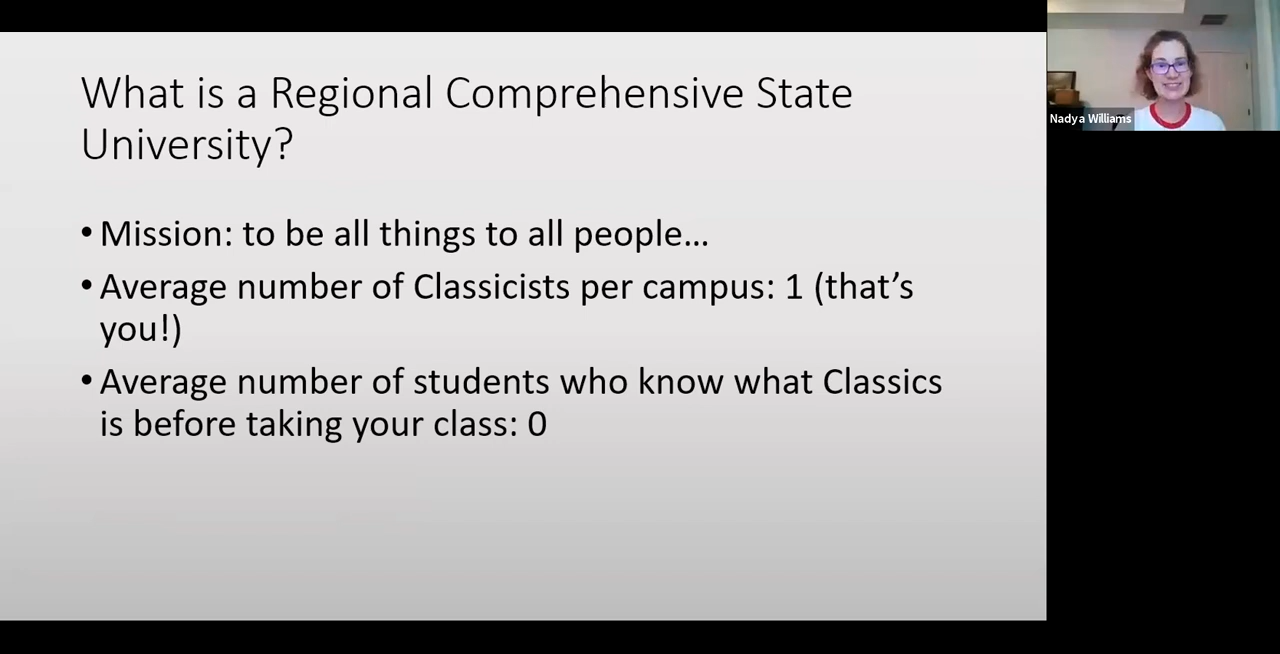 What is a Regional Comprehensive State
University?
• Mission: to be all things to all people…
• Average number of Classicists per campus: 1 (that’s
you!)
• Average number of students who know what Classics
is before taking your class: 0
Nadya Williams